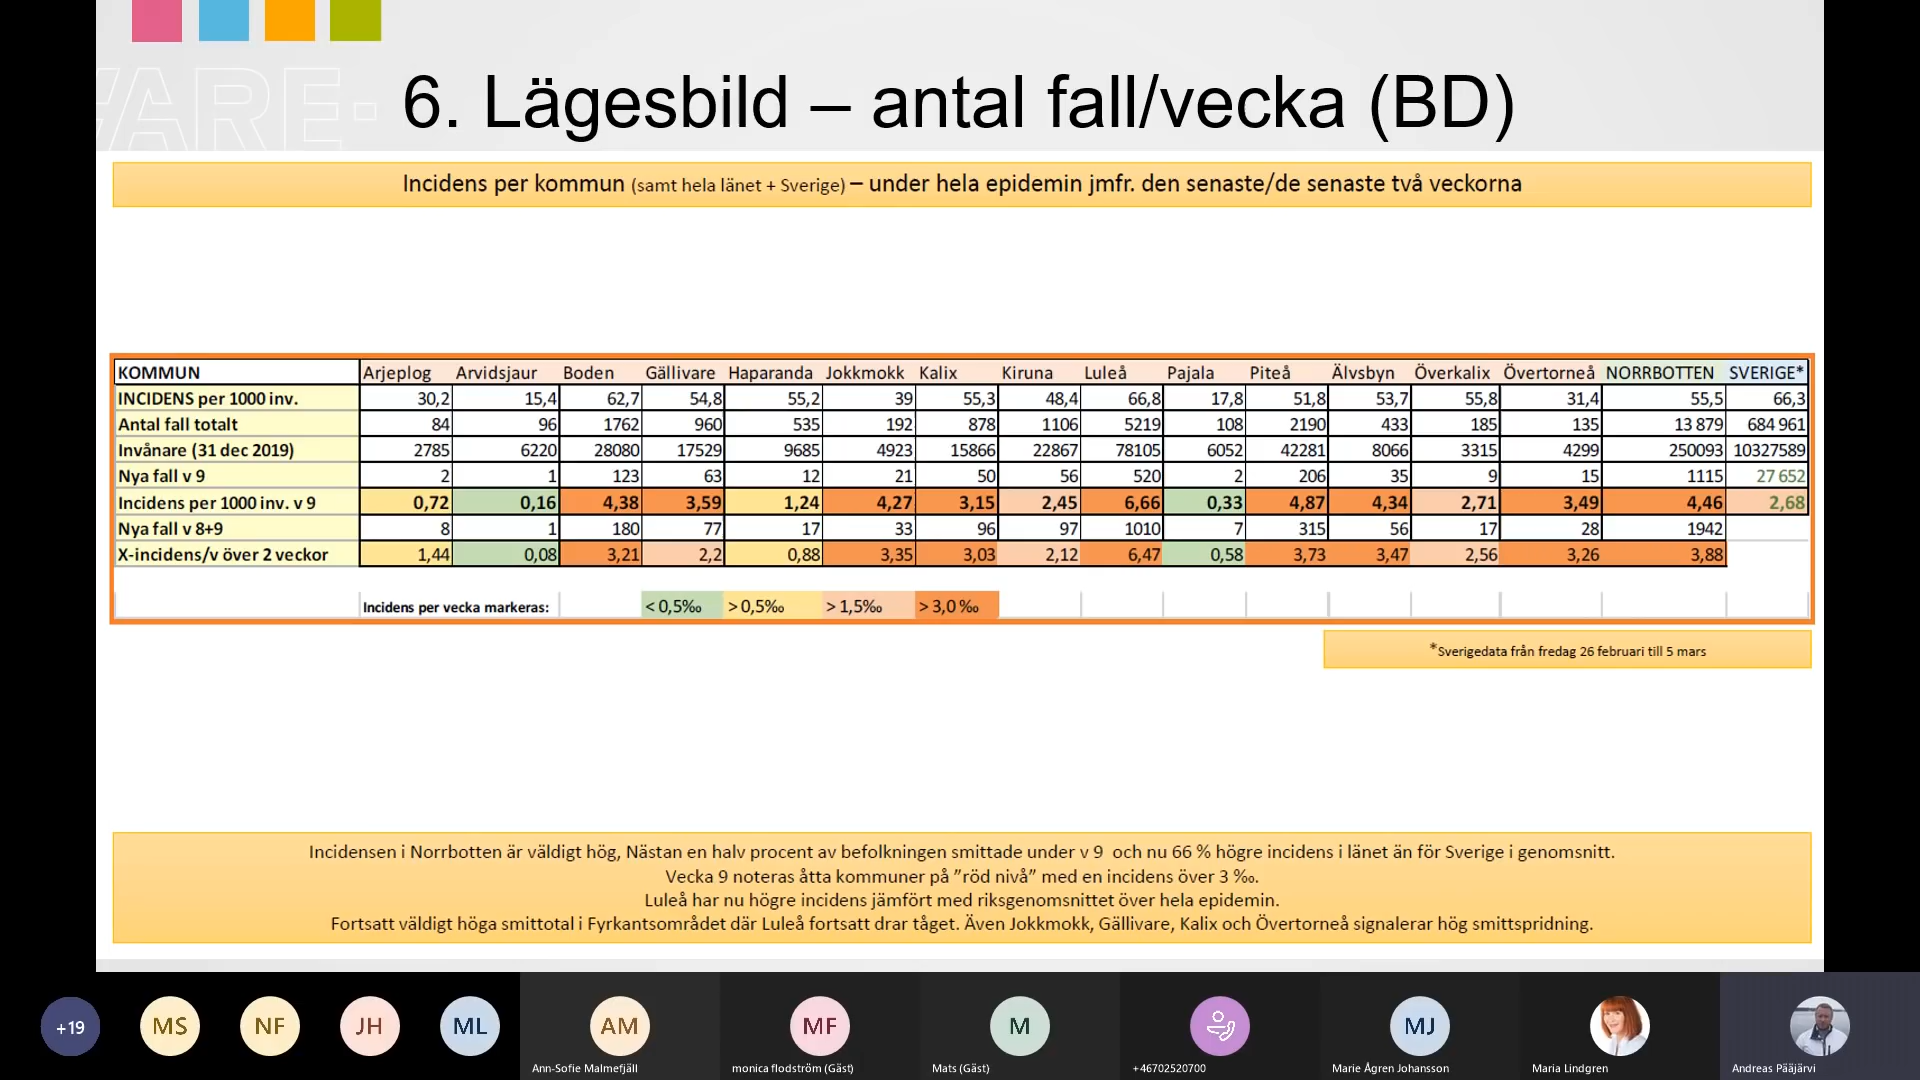 VARE
6. Lägesbild – antal fall/vecka (BD)
Incidens per kommun (samt hela länet + Sverige) – under hela epidemin jmfr. den senaste/de senaste två veckorna
KOMMUN Arjeplog Arvidsjaur Boden Gällivare Haparanda Jokkmokk Kalix Kiruna Luleå Pajala Piteå Älvsbyn Överkalix Övertorneå NORRBOTTEN SVERIGE*
INCIDENS per 1000 inv. 30,2 15,4 62,7 54,8 55,2 39 55,3 48,4 66,8 17,8 51,8 53,7 55,8 31,4 55,5 66,3
Antal fall totalt 84 96 1762 960 535 192 878 1106 5219 108 2190 433 185 135 13 879 684 961
Invånare (31 dec 2019) 2785 6220 28080 17529 9685 4923 15866 22867 78105 6052 42281 8066 3315 4299 250093 10327589
Nya fall v 9 2 1 123 63 12 21 50 56 520 2 206 35 9 15 1115 27 652
Incidens per 1000 inv. v 9 0,72 0,16 4,38 3,59 1,24 4,27 3,15 2,45 6,66 0,33 4,87 4,34 2,71 3,49 4,46 2,68
Nya fall v 8+9 8 1 180 77 17 33 96 97 1010 7 315 56 17 28 1942
X-incidens/v över 2 veckor 1,44 0,08 3,21 2,2 0,88 3,35 3,03 2,12 6,47 0,58 3,73 3,47 2,56 3,26 3,88
Incidens per vecka markeras: < 0,5‰ > 0,5‰ > 1,5‰ > 3,0 ‰
*Sverigedata från fredag 26 februari till 5 mars
Incidensen i Norrbotten är väldigt hög, Nästan en halv procent av befolkningen smittade under v 9 och nu 66 % högre incidens i länet än för Sverige i genomsnitt.
Vecka 9 noteras åtta kommuner på ”röd nivå” med en incidens över 3 ‰.
Luleå har nu högre incidens jämfört med riksgenomsnittet över hela epidemin.
Fortsatt väldigt höga smittotal i Fyrkantsområdet där Luleå fortsatt drar tåget. Även Jokkmokk, Gällivare, Kalix och Övertorneå signalerar hög smittspridning.
+19 MS NF JH ML AM MF M MJ
Ann-Sofie Malmefjäll monica flodström (Gäst) Mats (Gäst) +46702520700 Marie Ågren Johansson Maria Lindgren Andreas Pääjärvi